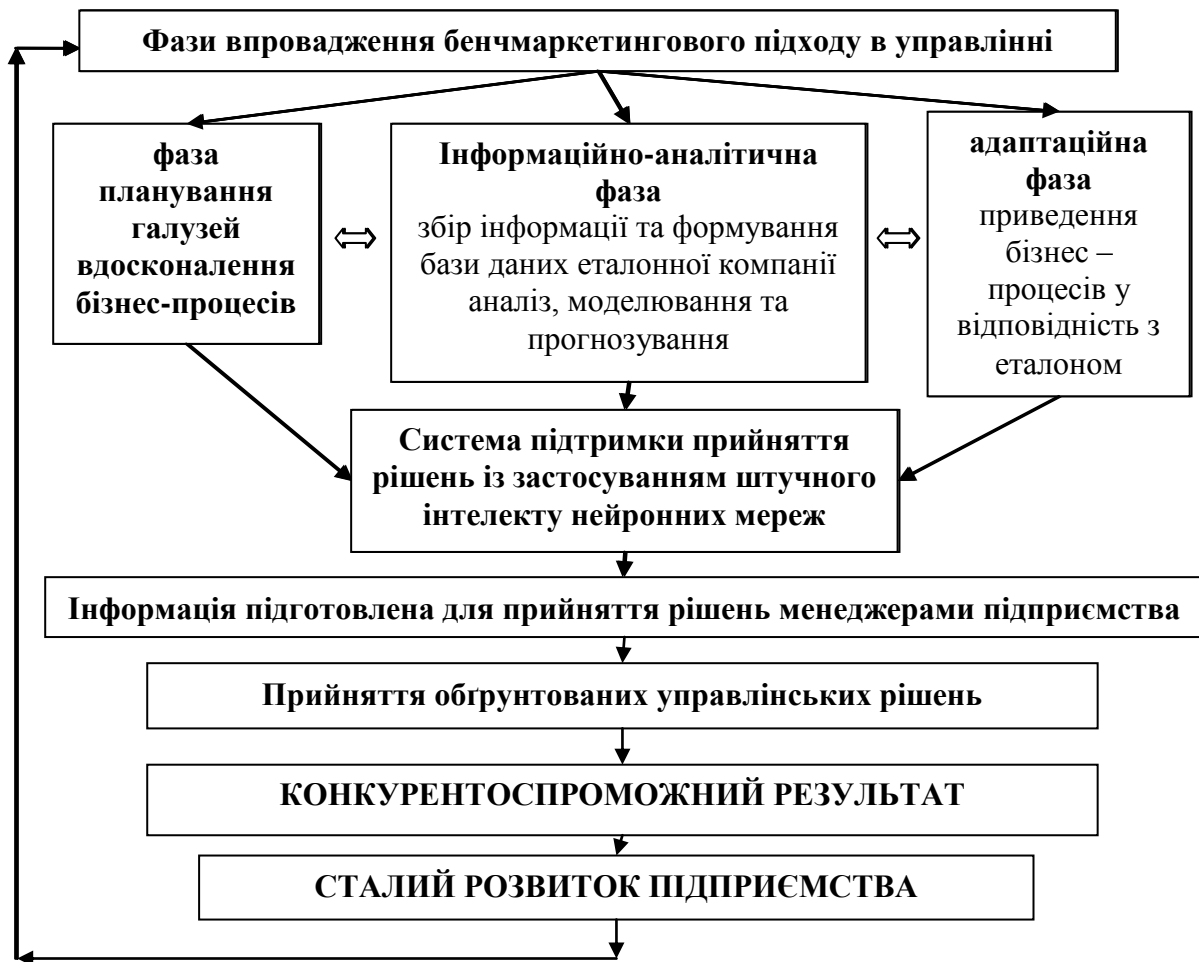 Фази впровадження бенчмаркетингового підходу в управлінні
фаза
планування
галузей
вдосконалення
бізнес-процесів
Інформаційно-аналітична
фаза
збір інформації та формування
бази даних еталонної компанії
аналіз, моделювання та
прогнозування
адаптаційна
фаза
приведення
бізнес –
процесів у
відповідність з
еталоном
Система підтримки прийняття
рішень із застосуванням штучного
інтелекту нейронних мереж
Інформація підготовлена для прийняття рішень менеджерами підприємства
Прийняття обґрунтованих управлінських рішень
КОНКУРЕНТОСПРОМОЖНИЙ РЕЗУЛЬТАТ
СТАЛИЙ РОЗВИТОК ПІДПРИЄМСТВА